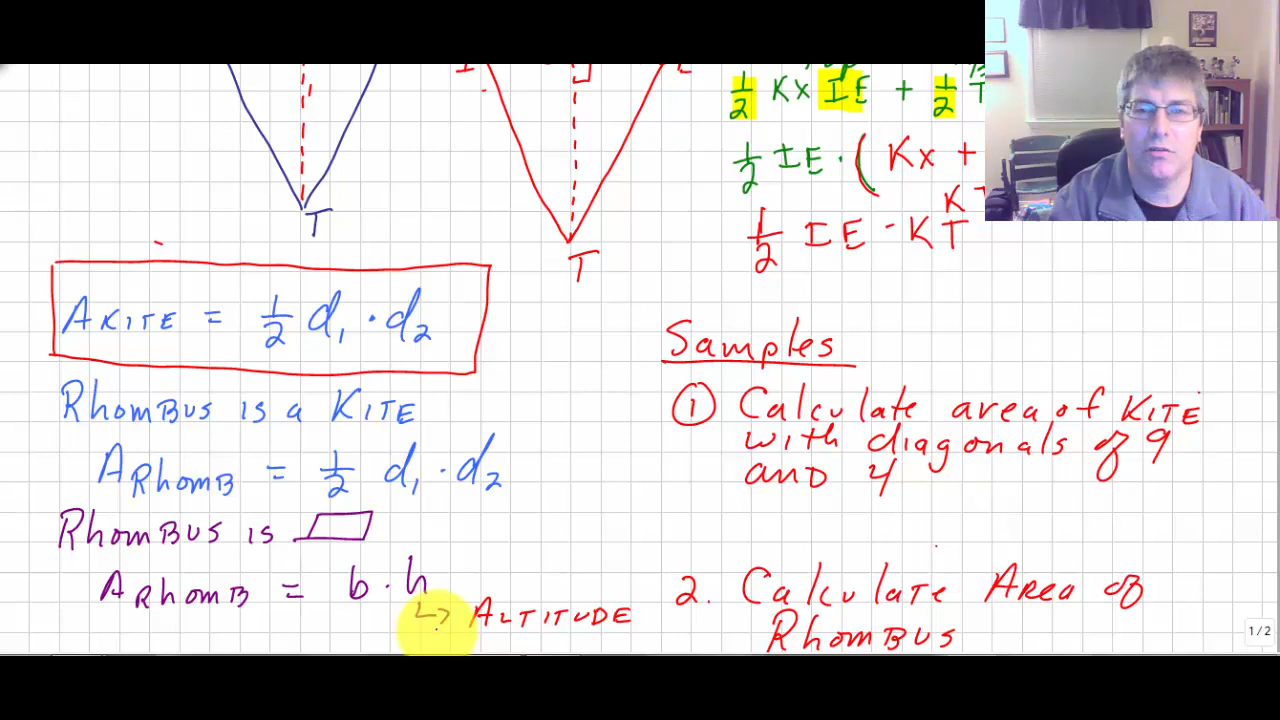 1/2 KX IE + 1/2 T
1/2 IE · ( KX +
KT
1/2 IE - KT
I
E
T
T
A KITE = 1/2 d1 · d2
RHOMBUS IS A KITE
A RHOMB = 1/2 d1 · d2
RHOMBUS IS
A RHOMB = b · h
↳ ALTITUDE
Samples
① Calculate area of KITE
with diagonals of 9
and 4
2. Calculate Area of
RHOMBUS
1/2